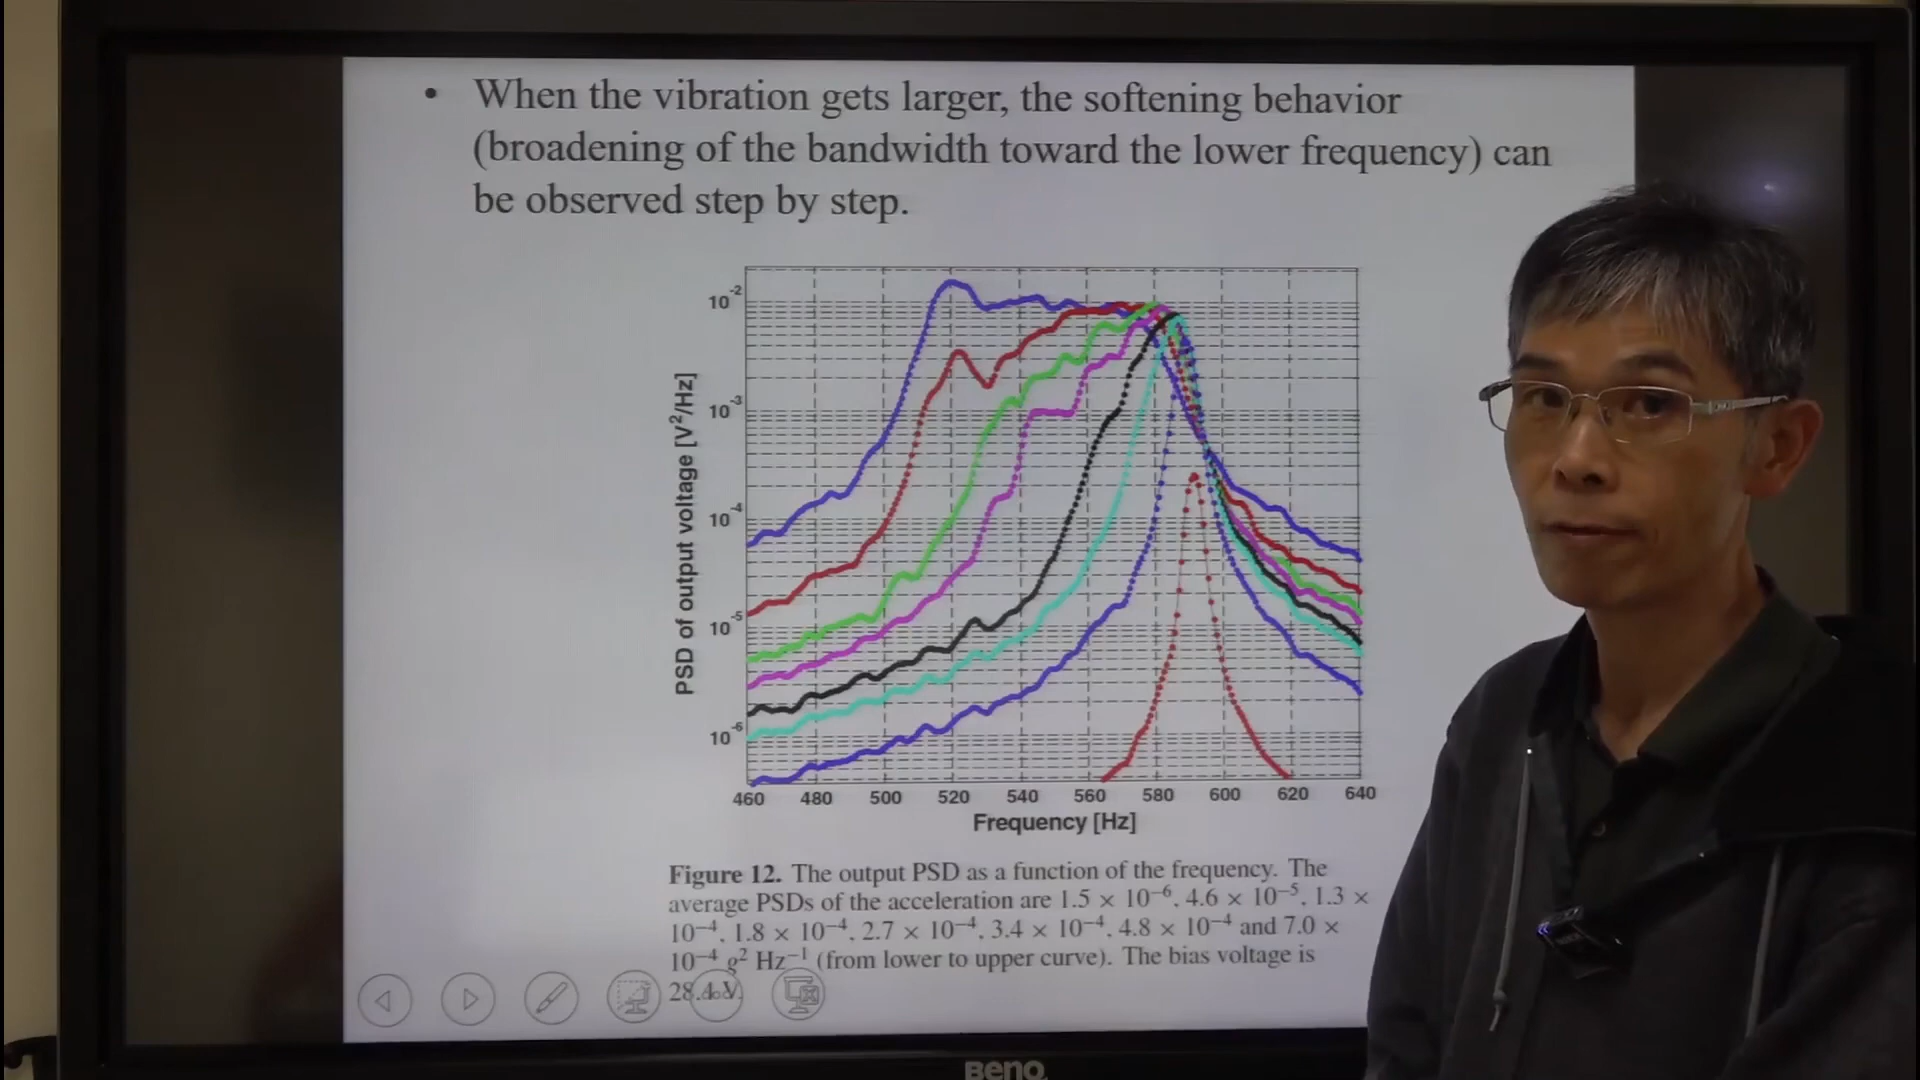 • When the vibration gets larger, the softening behavior
(broadening of the bandwidth toward the lower frequency) can
be observed step by step.
10-2
10-3
10-4
10-5
10-6
PSD of output voltage [V²/Hz]
460 480 500 520 540 560 580 600 620 640
Frequency [Hz]
Figure 12. The output PSD as a function of the frequency. The
average PSDs of the acceleration are 1.5 × 10−6, 4.6 × 10−5, 1.3 ×
10−4, 1.8 × 10−4, 2.7 × 10−4, 3.4 × 10−4, 4.8 × 10−4 and 7.0 ×
10−4 g² Hz−1 (from lower to upper curve). The bias voltage is
28.4 V.
BenQ